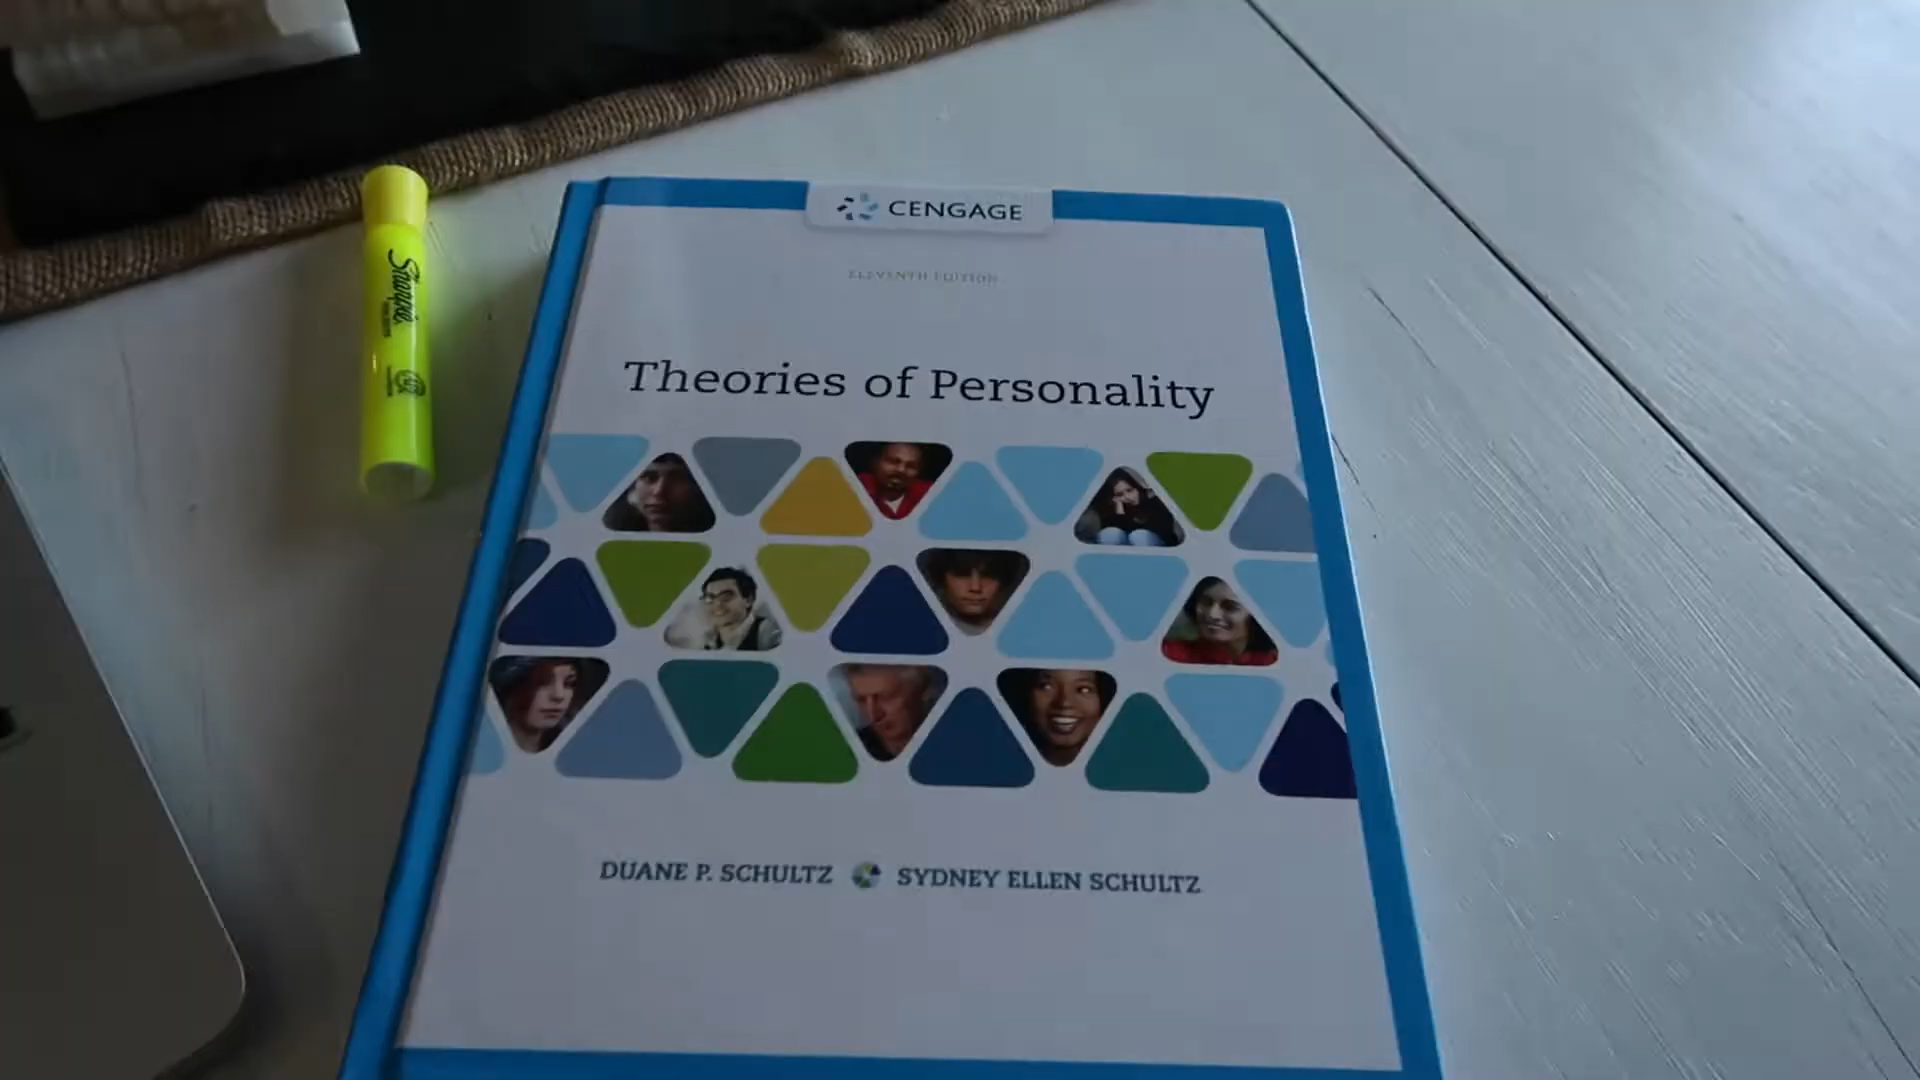 CENGAGE
ELEVENTH EDITION
Theories of Personality
DUANE P. SCHULTZ SYDNEY ELLEN SCHULTZ
Sharpie